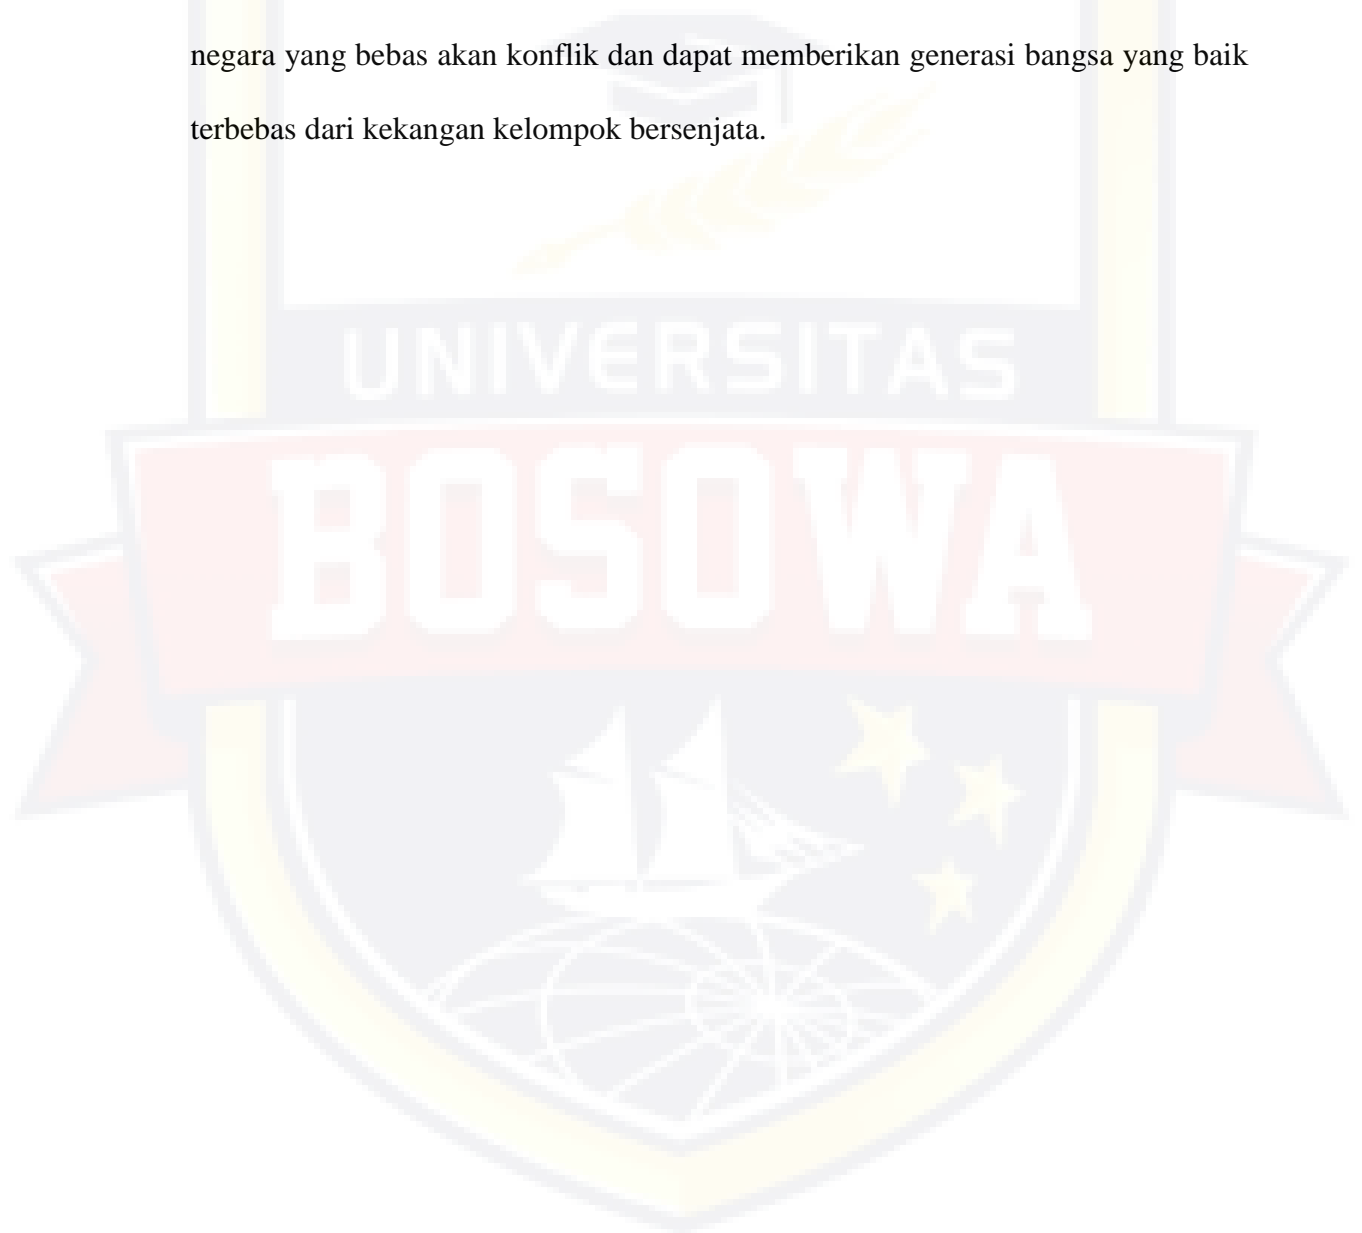 negara yang bebas akan konflik dan dapat memberikan generasi bangsa yang baik
terbebas dari kekangan kelompok bersenjata.
UNIVERSITAS
BOSOWA